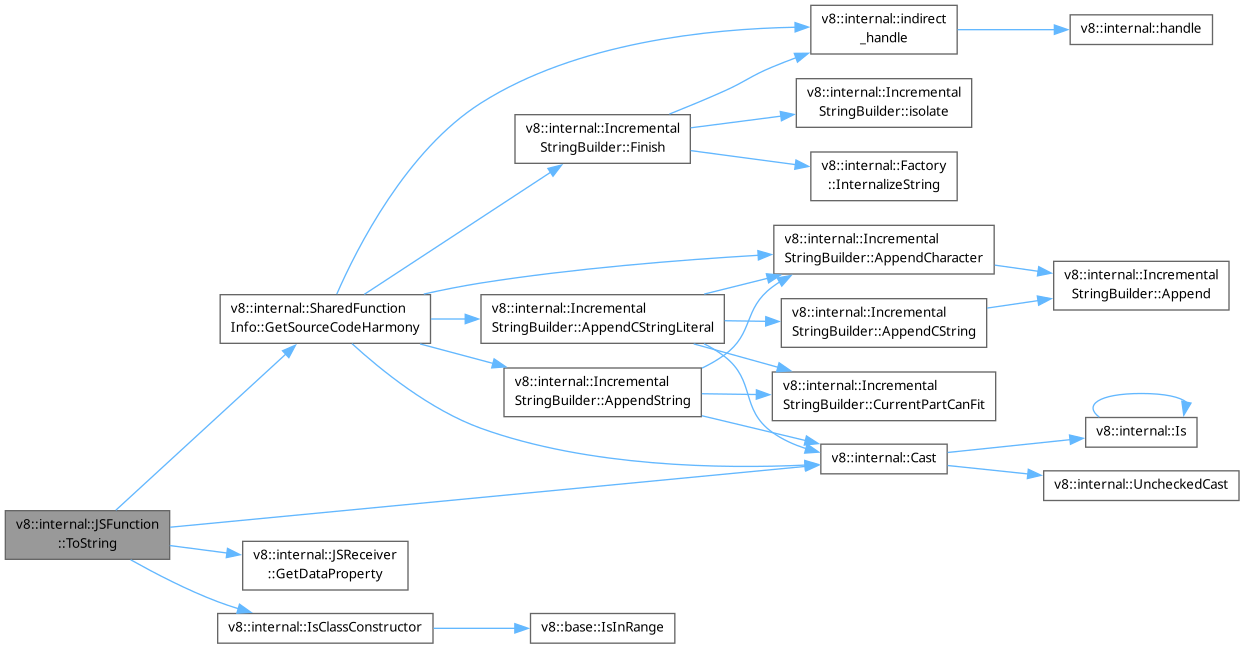 v8::internal::indirect
_handle
v8::internal::handle
v8::internal::Incremental
StringBuilder::isolate
v8::internal::Incremental
StringBuilder::Finish
v8::internal::Factory
::InternalizeString
v8::internal::Incremental
StringBuilder::AppendCharacter
v8::internal::Incremental
StringBuilder::Append
v8::internal::SharedFunction
Info::GetSourceCodeHarmony
v8::internal::Incremental
StringBuilder::AppendCStringLiteral
v8::internal::Incremental
StringBuilder::AppendCString
v8::internal::Incremental
StringBuilder::AppendString
v8::internal::Incremental
StringBuilder::CurrentPartCanFit
v8::internal::Is
v8::internal::Cast
v8::internal::UncheckedCast
v8::internal::JSFunction
::ToString
v8::internal::JSReceiver
::GetDataProperty
v8::internal::IsClassConstructor
v8::base::IsInRange